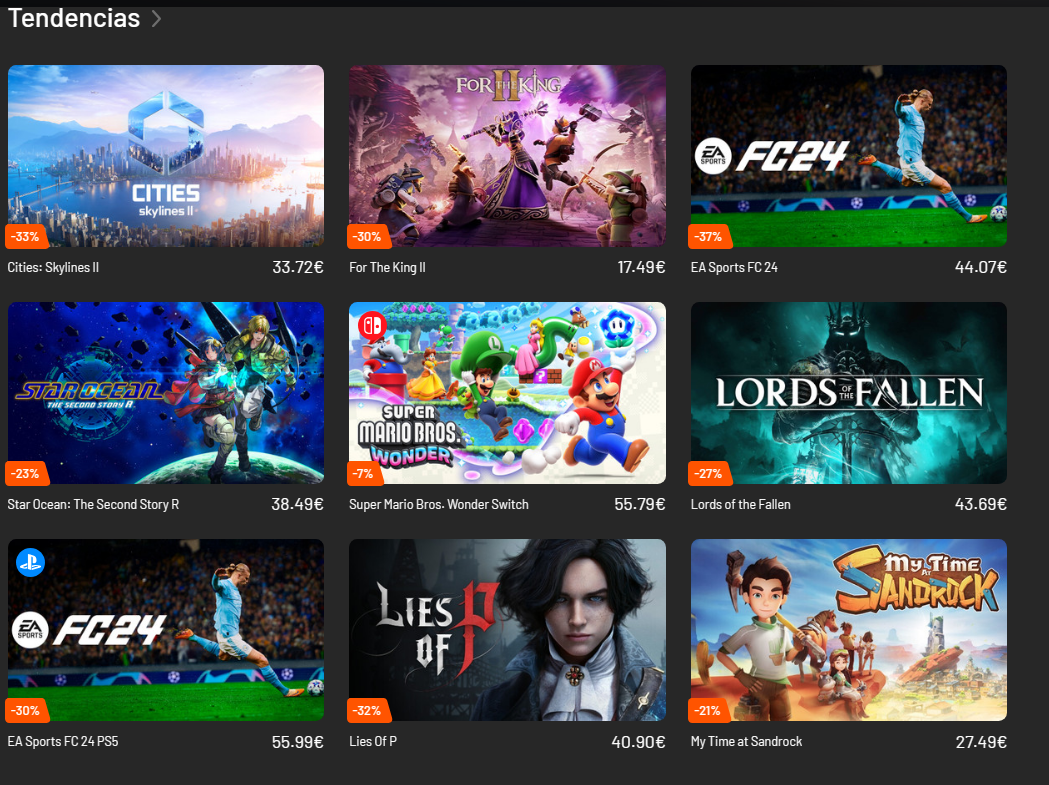 Tendencias
CITIES
skylines II
-33%
Cities: Skylines II
33.72€
FOR THE KING
II
-30%
For The King II
17.49€
EA
SPORTS
FC24
-37%
EA Sports FC 24
44.07€
STAR OCEAN
THE SECOND STORY R
-23%
Star Ocean: The Second Story R
38.49€
SUPER
MARIO BROS.
WONDER
-7%
Super Mario Bros. Wonder Switch
55.79€
LORDS OF THE FALLEN
-27%
Lords of the Fallen
43.69€
EA
SPORTS
FC24
-30%
EA Sports FC 24 PS5
55.99€
LIES
OF P
-32%
Lies Of P
40.90€
My Time
At
SANDROCK
-21%
My Time at Sandrock
27.49€